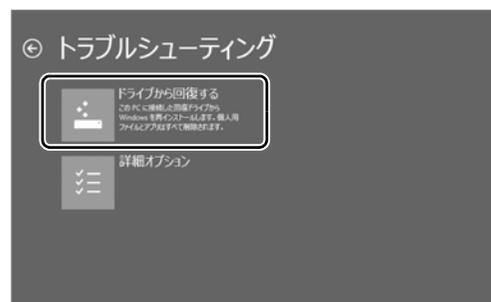 トラブルシューティング
ドライブから回復する
この PC に接続した回復ドライブから
Windows を再インストールします。個人用
ファイルとアプリはすべて削除されます。
詳細オプション